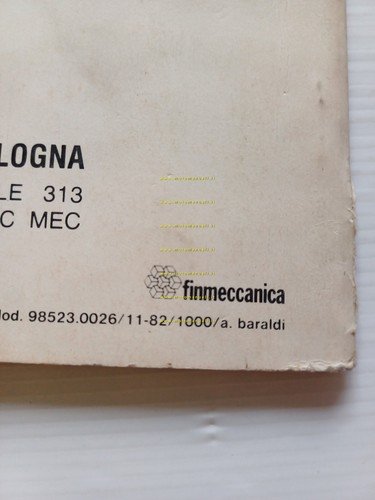 LOGNA
LE 313
C MEC
finmeccanica
lod. 98523.0026/11-82/1000/a. baraldi